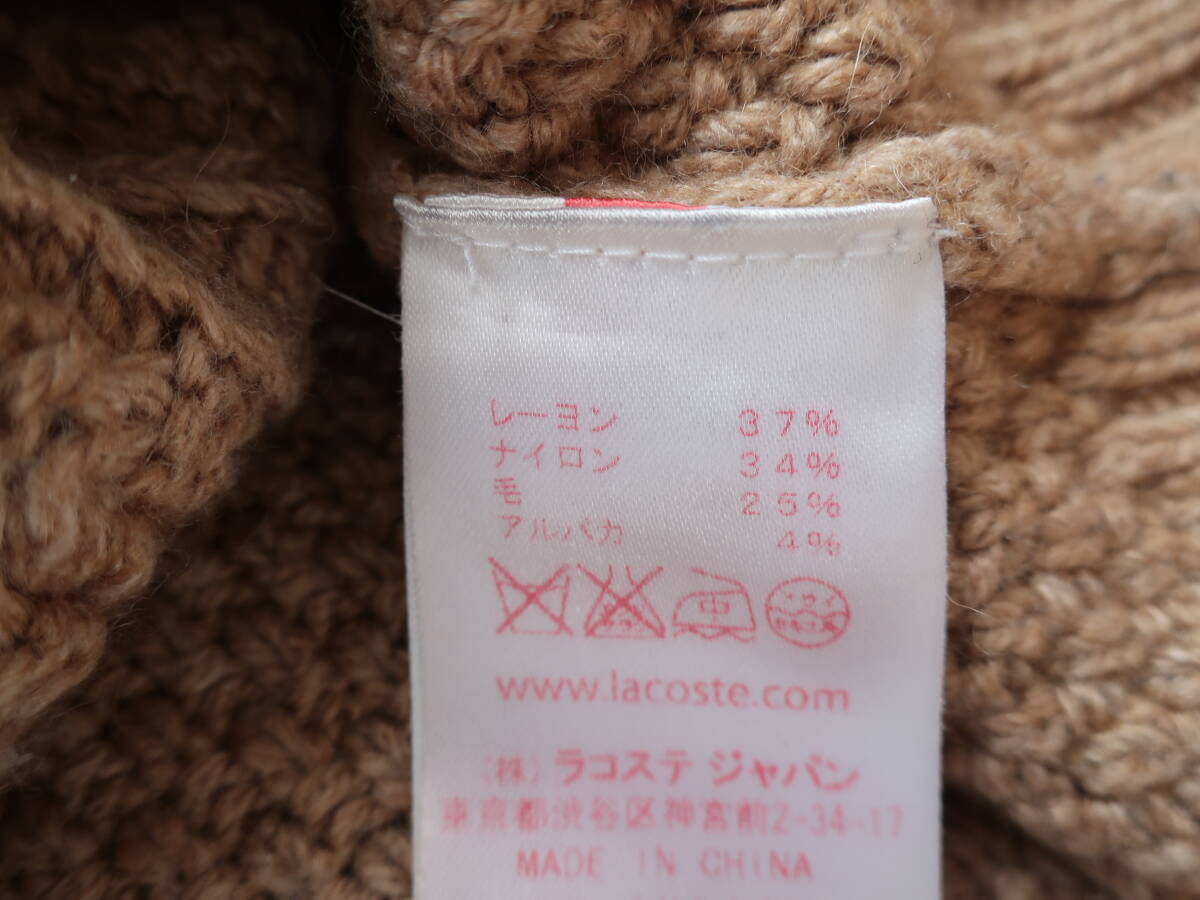 レーヨン 37%
ナイロン 34%
毛 25%
アルパカ 4%
中
www.lacoste.com
(株)ラコステ ジャパン
東京都渋谷区神宮前2-34-17
MADE IN CHINA